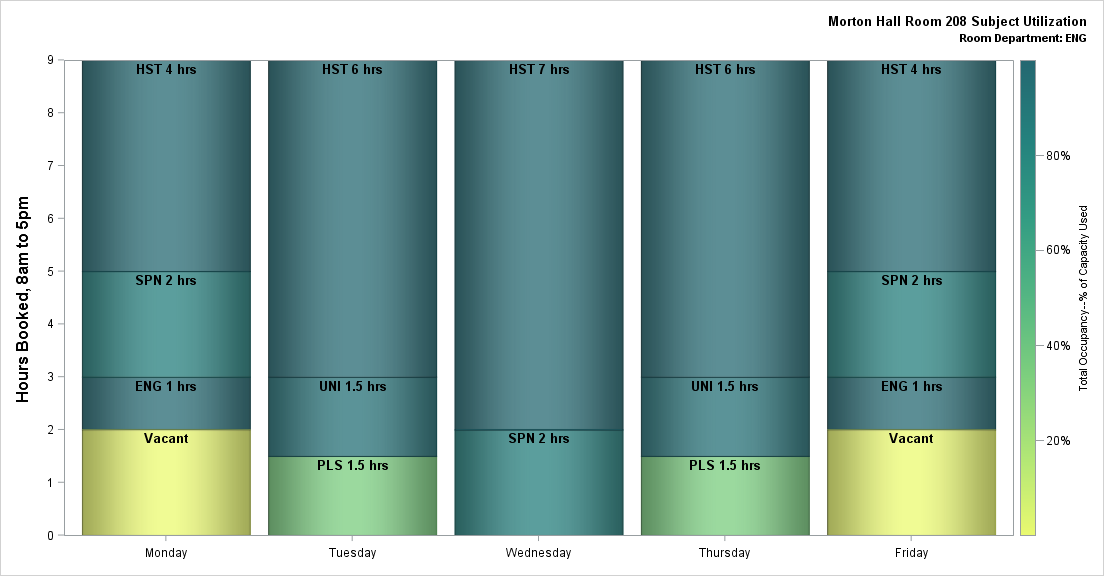 Morton Hall Room 208 Subject Utilization
Room Department: ENG
Hours Booked, 8am to 5pm
9
8
7
6
5
4
3
2
1
0
HST 4 hrs
SPN 2 hrs
ENG 1 hrs
Vacant
HST 6 hrs
UNI 1.5 hrs
PLS 1.5 hrs
HST 7 hrs
SPN 2 hrs
HST 6 hrs
UNI 1.5 hrs
PLS 1.5 hrs
HST 4 hrs
SPN 2 hrs
ENG 1 hrs
Vacant
Monday
Tuesday
Wednesday
Thursday
Friday
80%
60%
40%
20%
Total Occupancy--% of Capacity Used